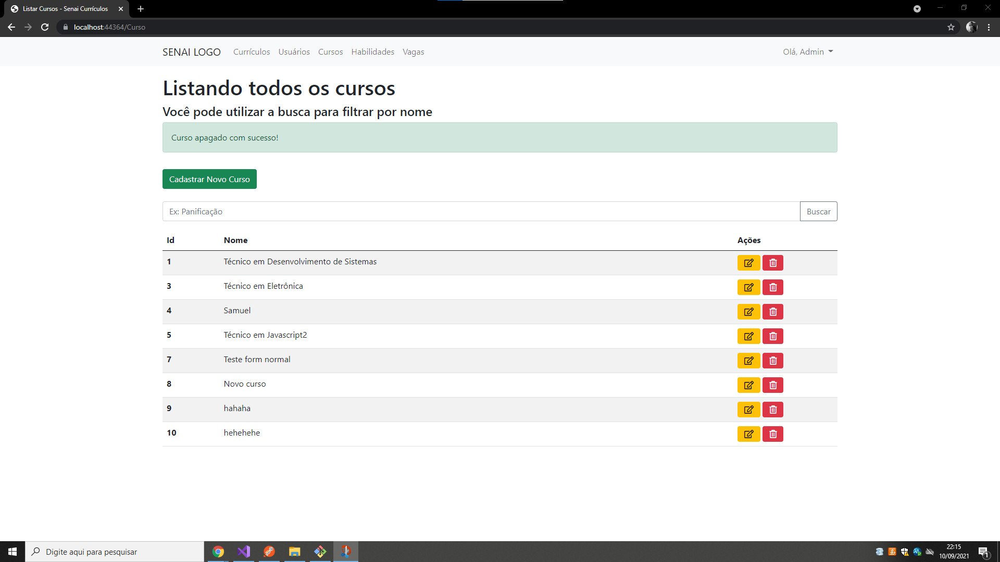 Listar Cursos - Senai Currículos
localhost:44364/Curso
SENAI LOGO Currículos Usuários Cursos Habilidades Vagas Olá, Admin
Listando todos os cursos
Você pode utilizar a busca para filtrar por nome
Curso apagado com sucesso!
Cadastrar Novo Curso
Ex: Panificação Buscar
Id Nome Ações
1 Técnico em Desenvolvimento de Sistemas
3 Técnico em Eletrônica
4 Samuel
5 Técnico em Javascript2
7 Teste form normal
8 Novo curso
9 hahaha
10 hehehehe
Digite aqui para pesquisar
22:15
10/09/2021
1